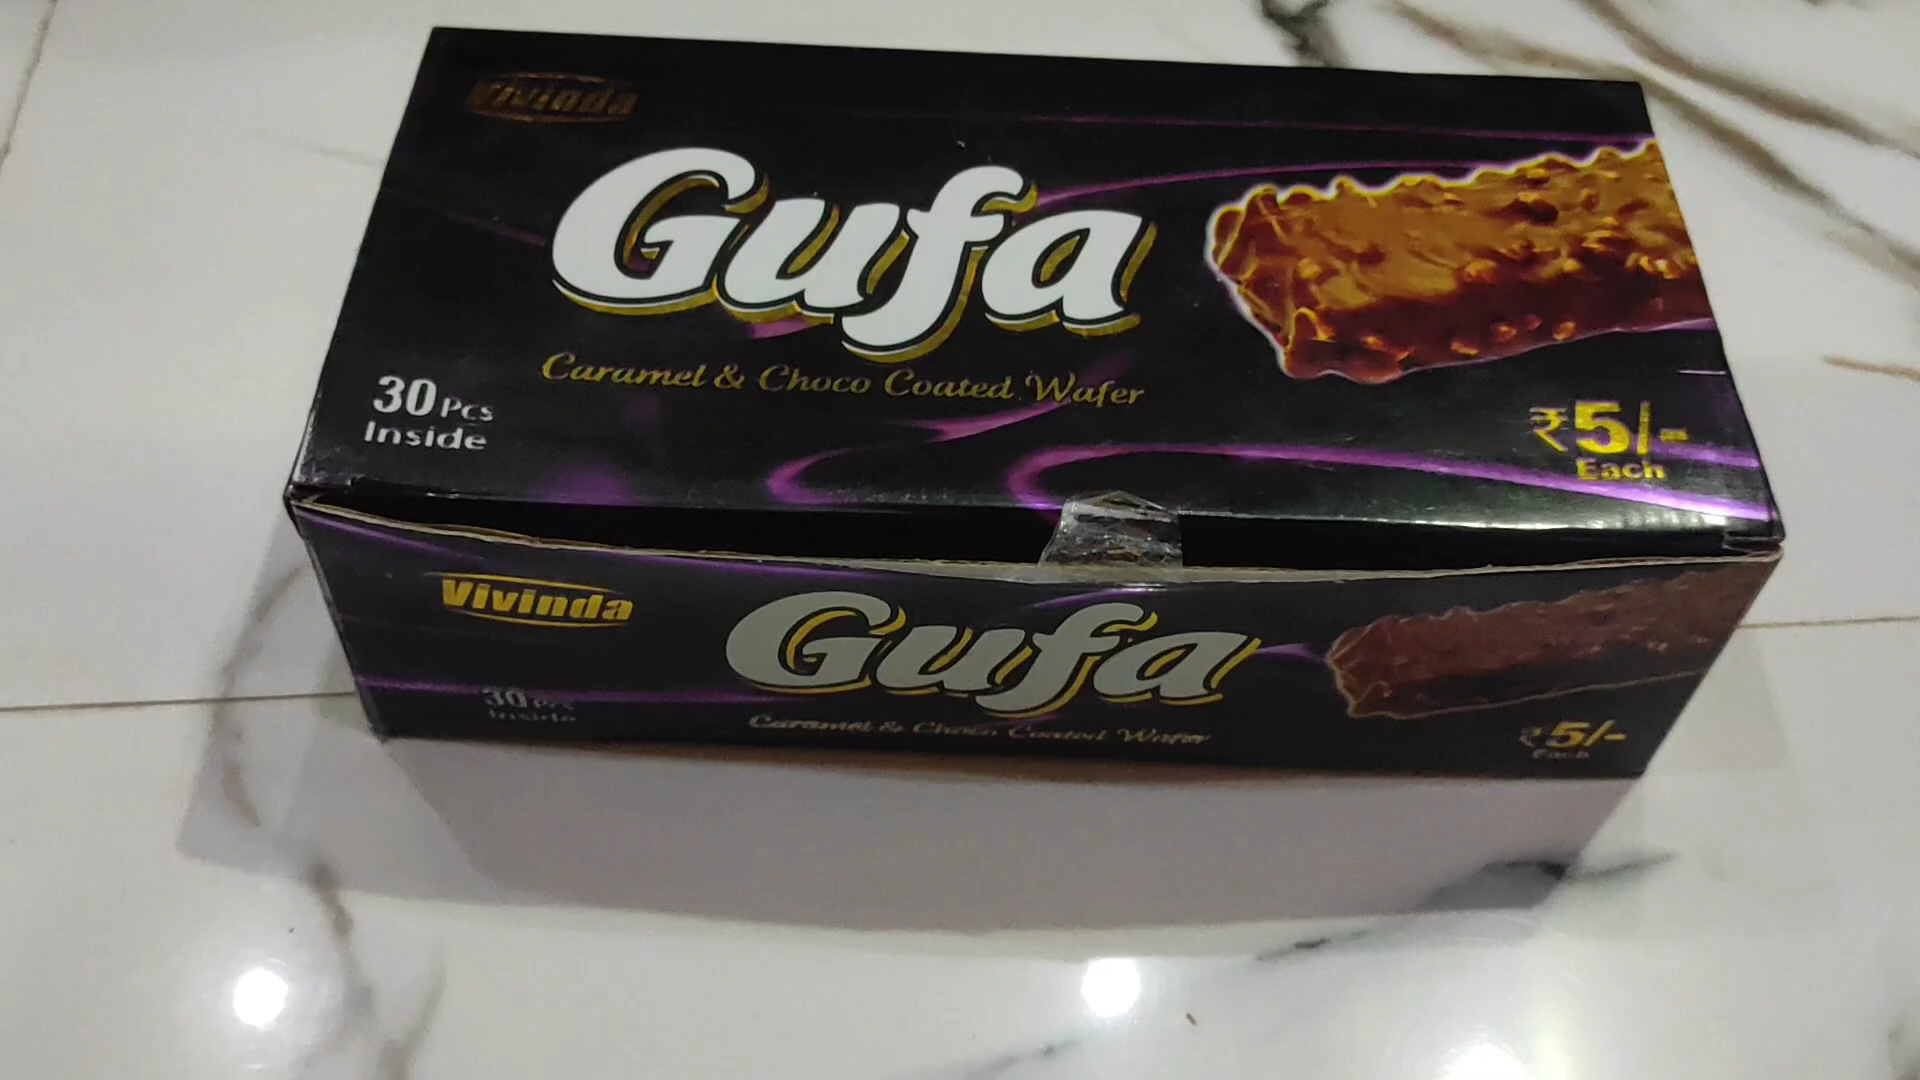 Vivinda
Gufa
Caramel & Choco Coated Wafer
30 Pcs
Inside
₹5/-
Each
Vivinda
Gufa
30 Pcs
Inside
Caramel & Choco Coated Wafer
₹5/-
Each